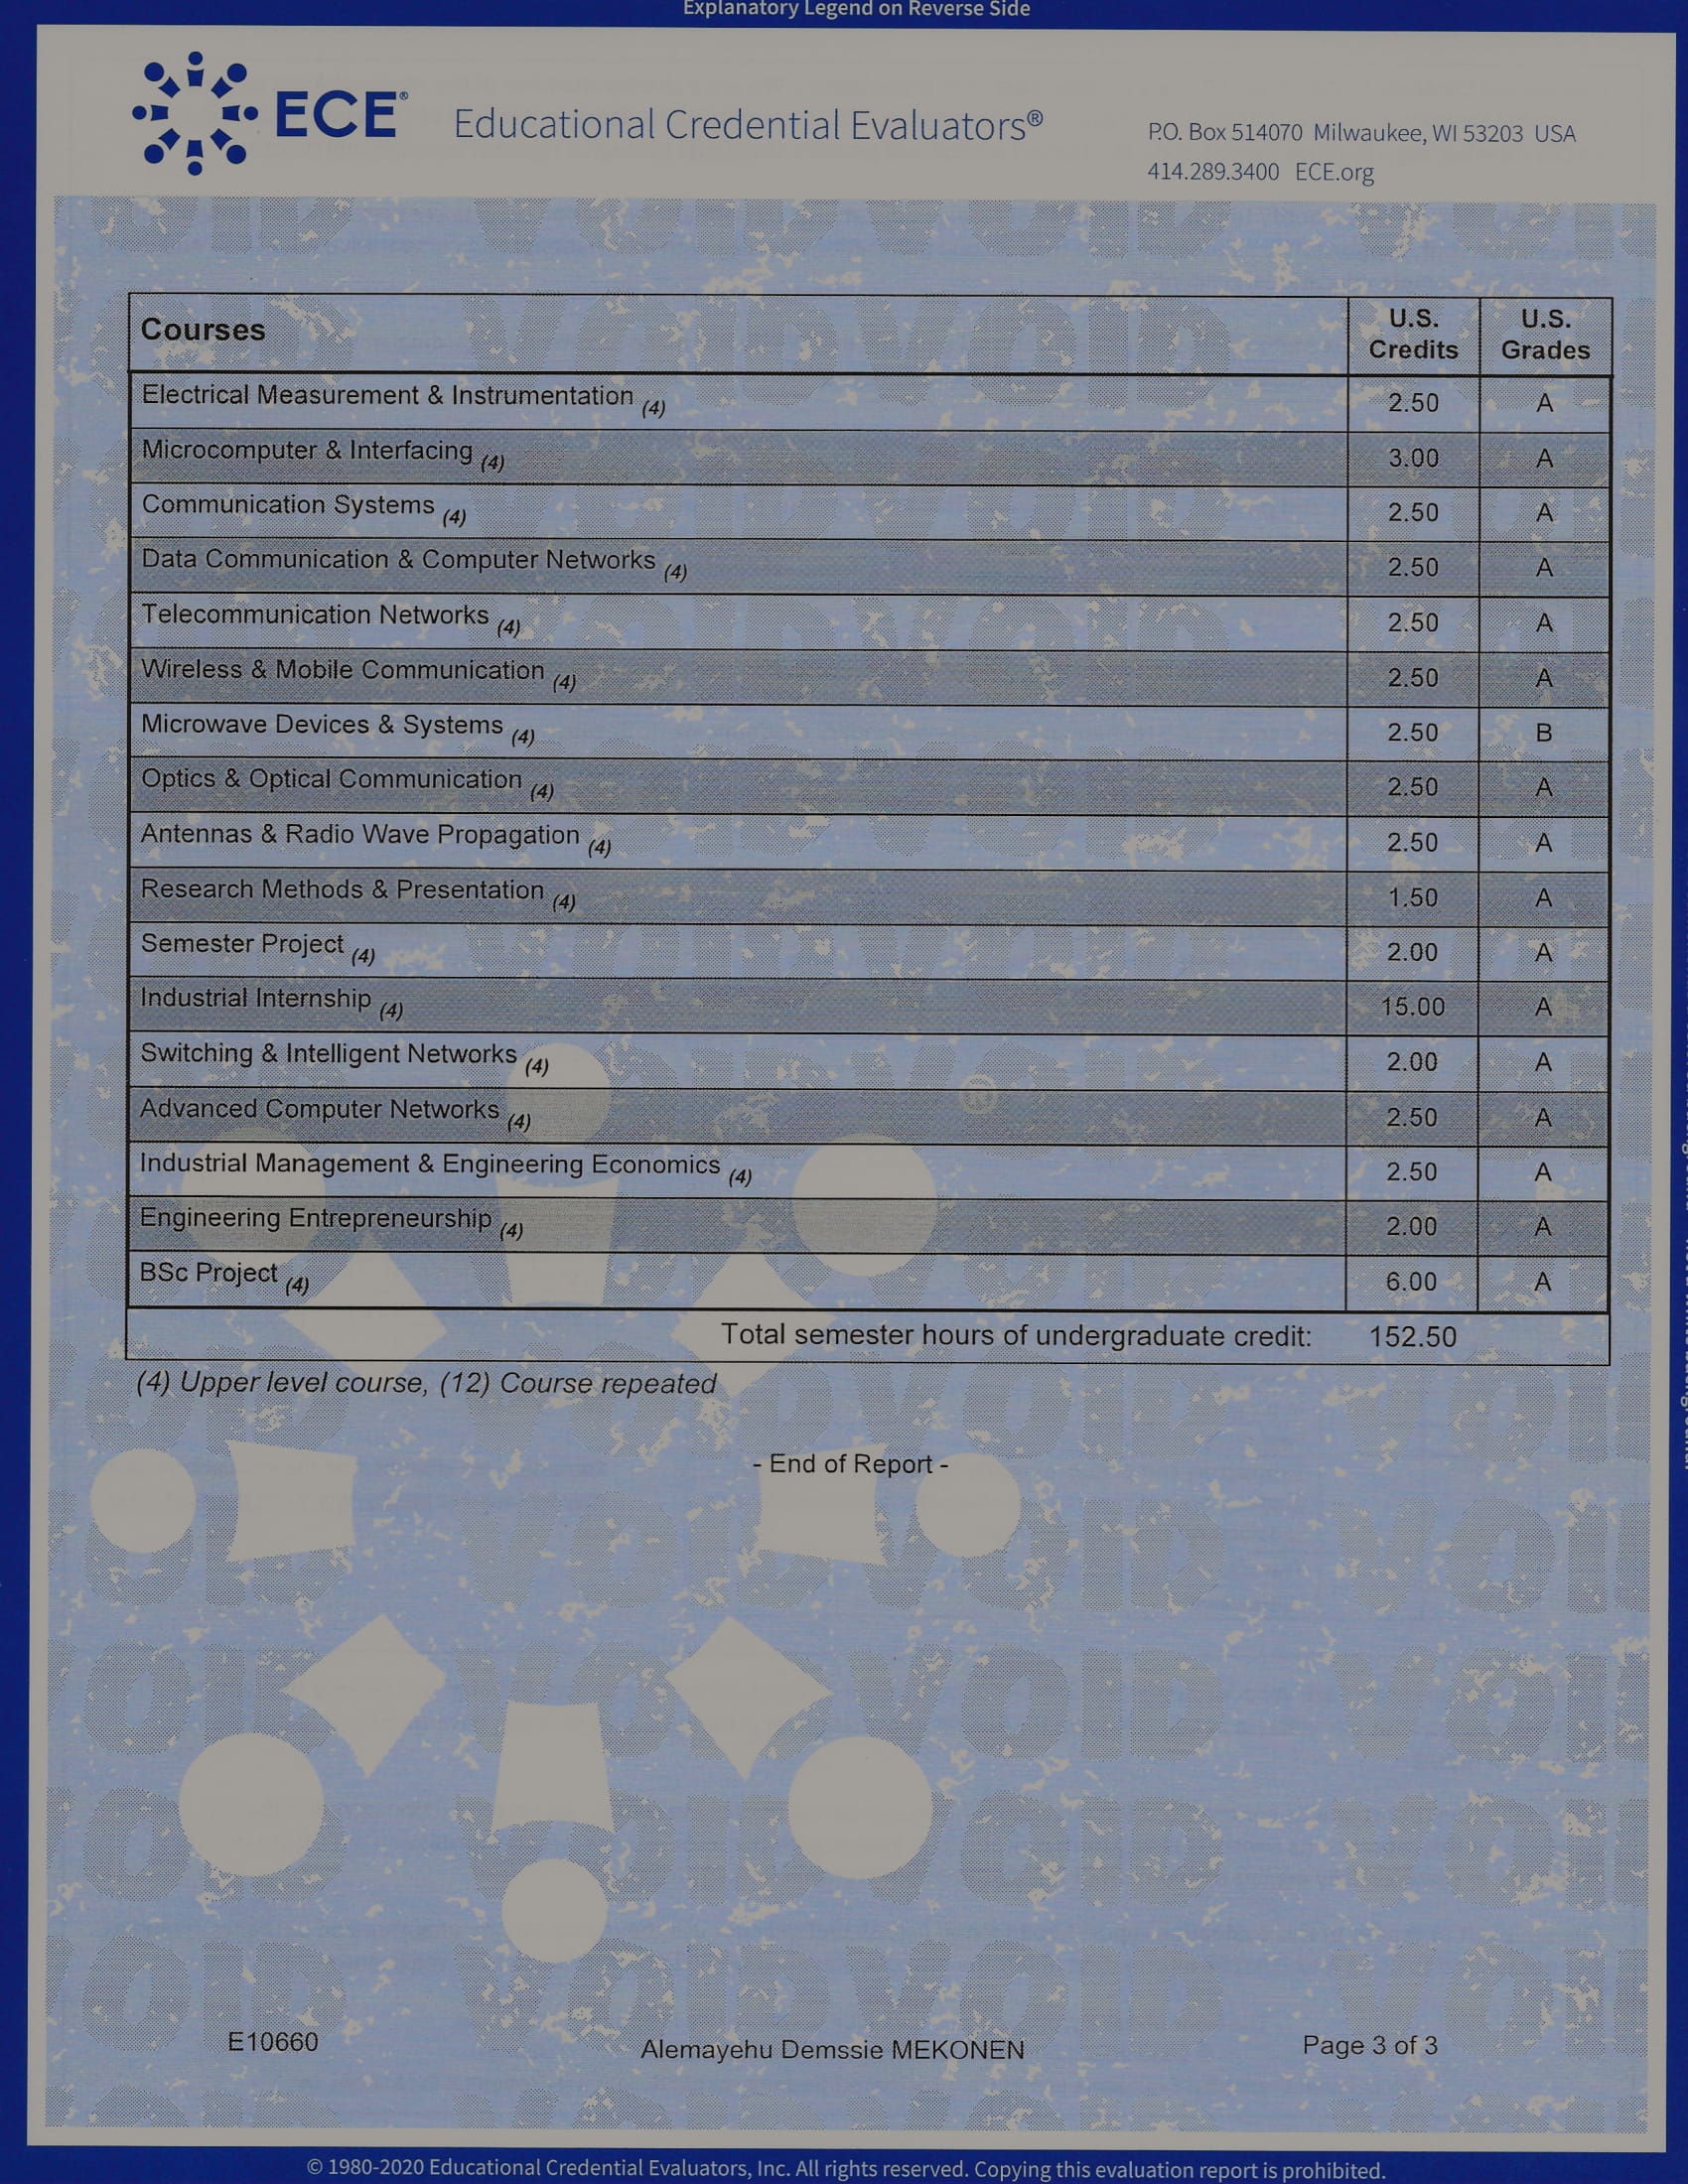 Explanatory Legend on Reverse Side
ECE® Educational Credential Evaluators®
P.O. Box 514070 Milwaukee, WI 53203 USA
414.289.3400 ECE.org
Courses U.S. Credits U.S. Grades
Electrical Measurement & Instrumentation (4) 2.50 A
Microcomputer & Interfacing (4) 3.00 A
Communication Systems (4) 2.50 A
Data Communication & Computer Networks (4) 2.50 A
Telecommunication Networks (4) 2.50 A
Wireless & Mobile Communication (4) 2.50 A
Microwave Devices & Systems (4) 2.50 B
Optics & Optical Communication (4) 2.50 A
Antennas & Radio Wave Propagation (4) 2.50 A
Research Methods & Presentation (4) 1.50 A
Semester Project (4) 2.00 A
Industrial Internship (4) 15.00 A
Switching & Intelligent Networks (4) 2.00 A
Advanced Computer Networks (4) 2.50 A
Industrial Management & Engineering Economics (4) 2.50 A
Engineering Entrepreneurship (4) 2.00 A
BSc Project (4) 6.00 A
Total semester hours of undergraduate credit: 152.50
(4) Upper level course, (12) Course repeated
- End of Report -
E10660 Alemayehu Demssie MEKONEN Page 3 of 3
© 1980-2020 Educational Credential Evaluators, Inc. All rights reserved. Copying this evaluation report is prohibited.